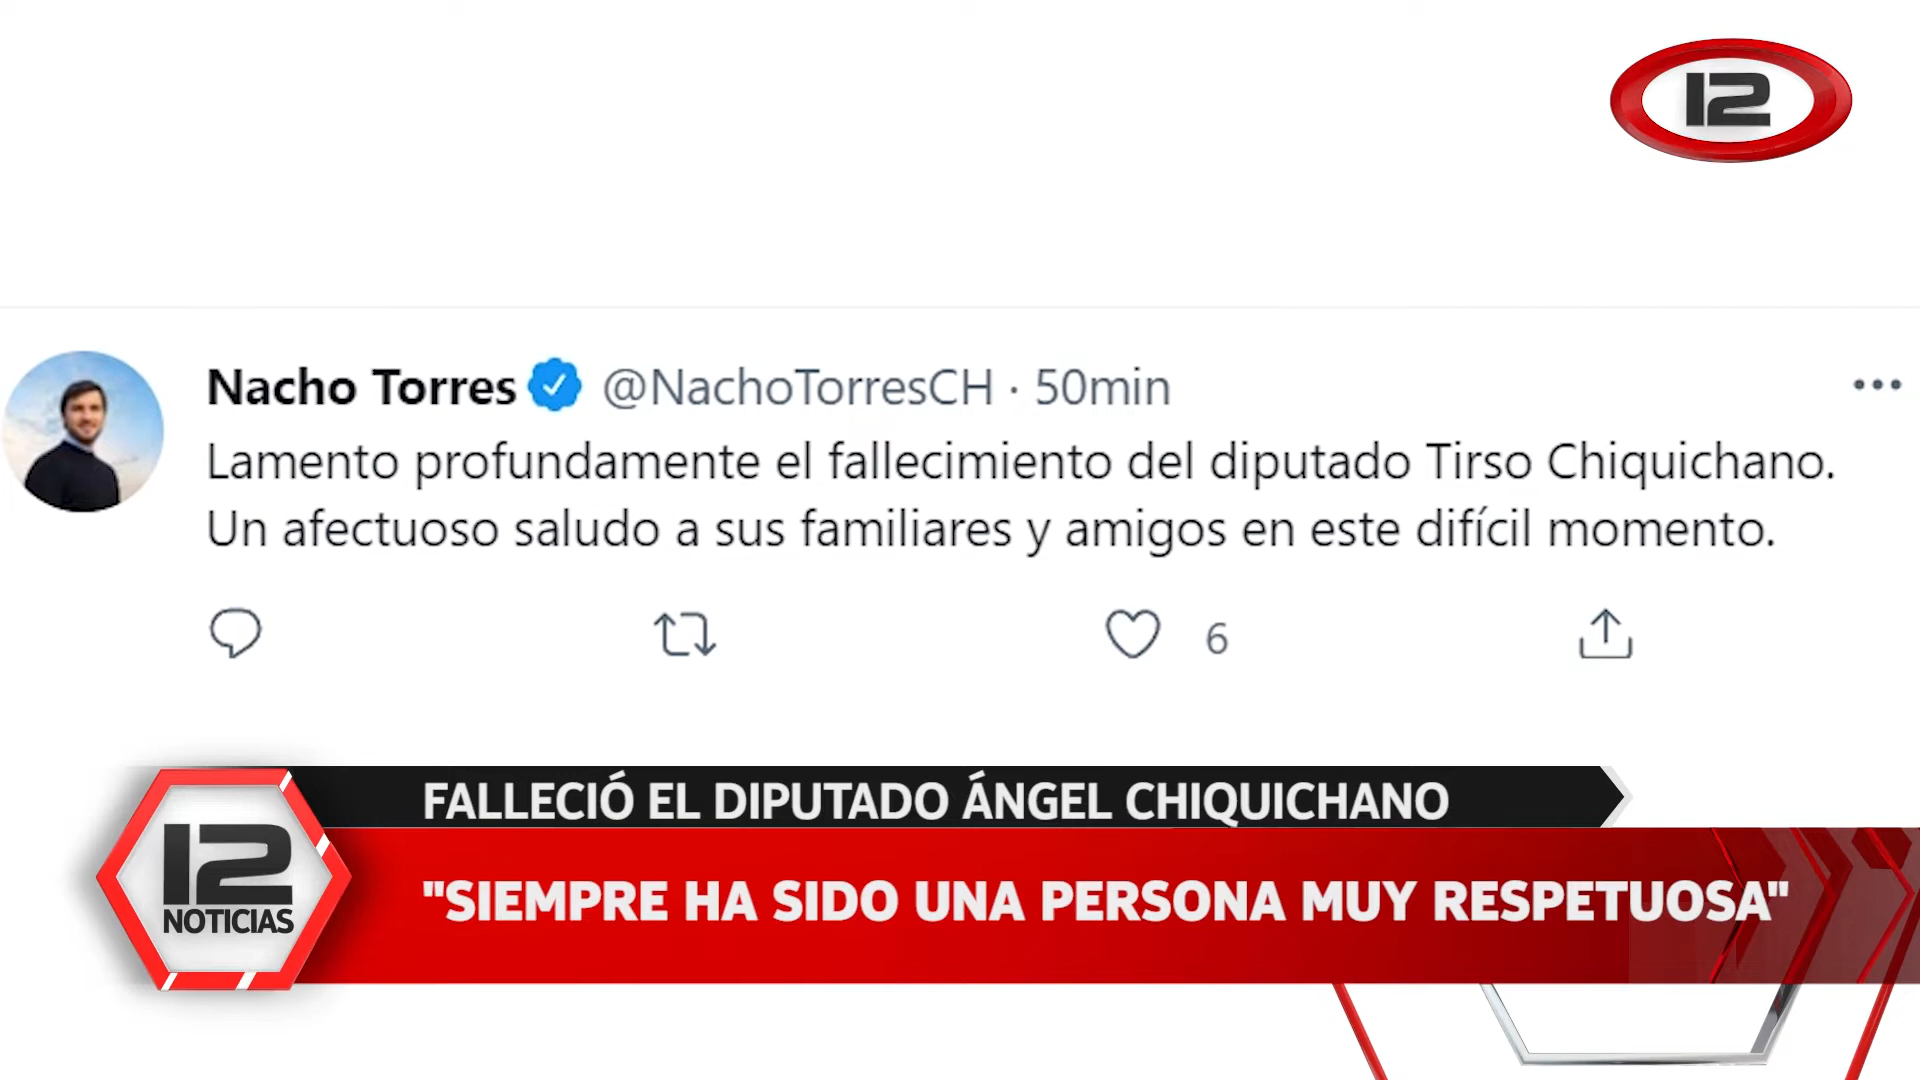 12
Nacho Torres @NachoTorresCH · 50min
Lamento profundamente el fallecimiento del diputado Tirso Chiquichano.
Un afectuoso saludo a sus familiares y amigos en este difícil momento.
6
FALLECIÓ EL DIPUTADO ÁNGEL CHIQUICHANO
12
NOTICIAS
"SIEMPRE HA SIDO UNA PERSONA MUY RESPETUOSA"